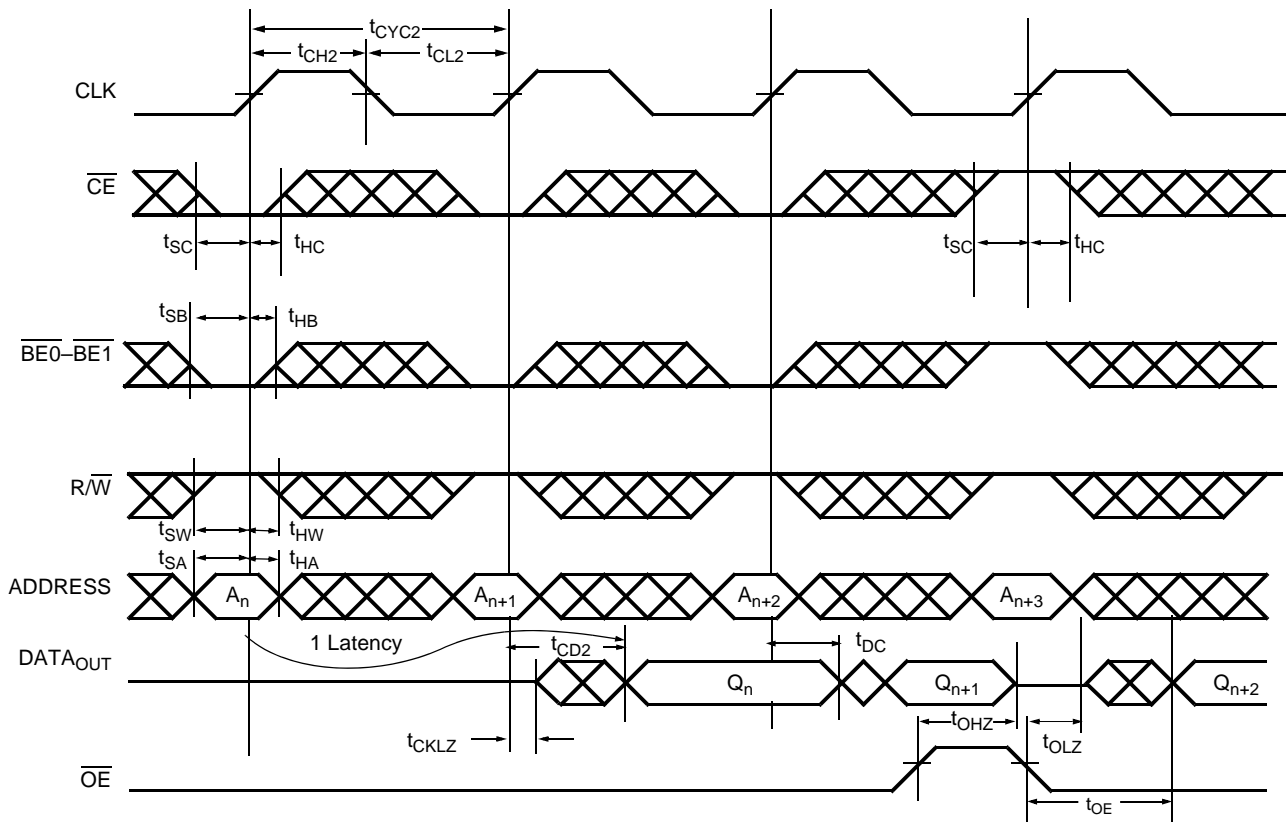 tCYC2
tCH2 tCL2
CLK
CE
tSC tHC tSC tHC
tSB tHB
BE0–BE1
R/W
tSW tHW
tSA tHA
ADDRESS An An+1 An+2 An+3
1 Latency tCD2 tDC
DATAOUT Qn Qn+1 Qn+2
tOHZ
tCKLZ tOLZ
OE
tOE